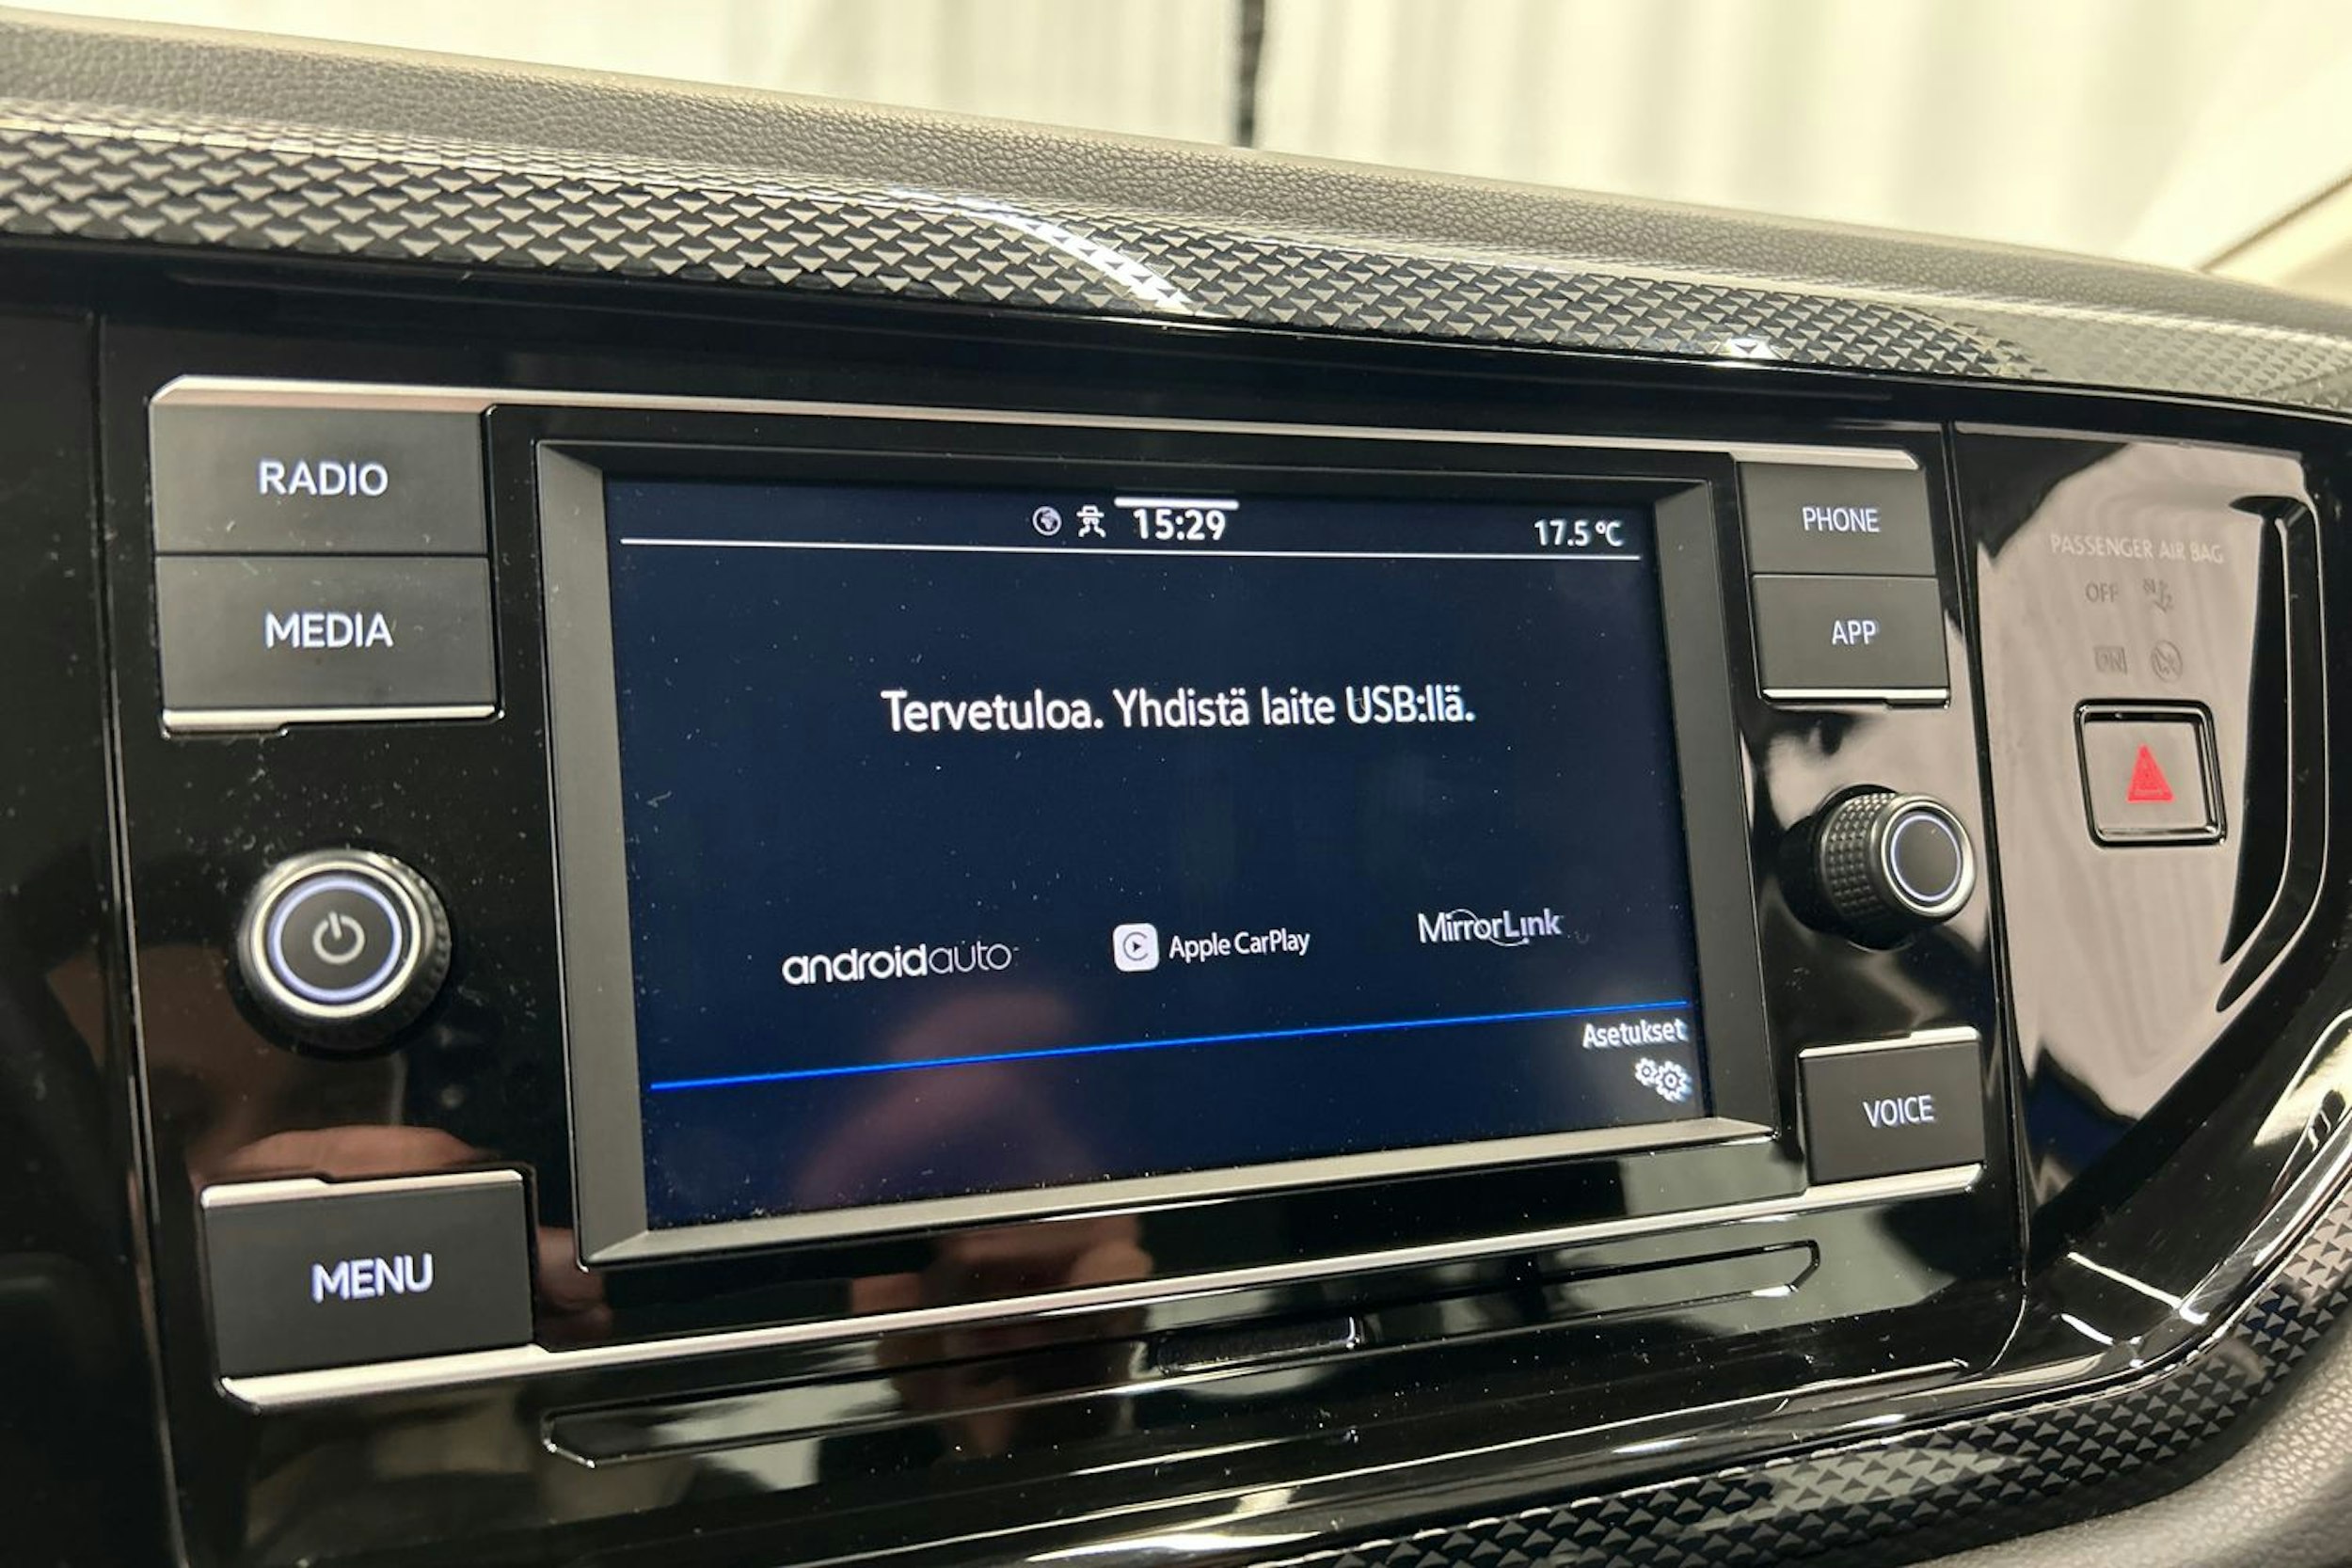 RADIO
MEDIA
MENU
15:29
17.5 °C
Tervetuloa. Yhdistä laite USB:llä.
androidauto
Apple CarPlay
MirrorLink
Asetukset
PHONE
APP
VOICE
PASSENGER AIR BAG
OFF
ON